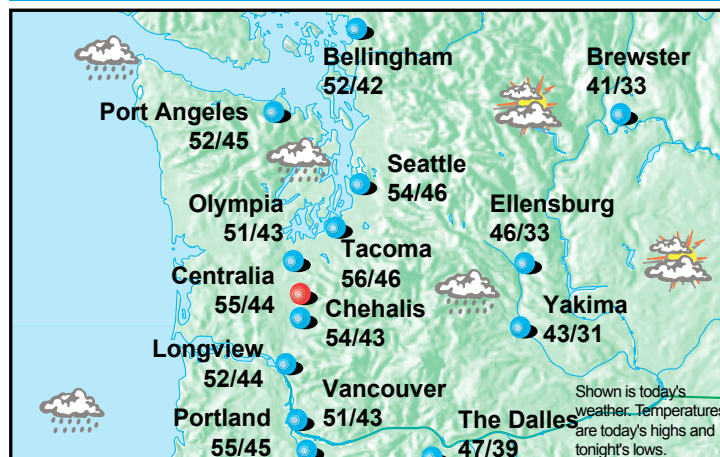 Bellingham
52/42
Brewster
41/33
Port Angeles
52/45
Seattle
54/46
Olympia
51/43
Ellensburg
46/33
Tacoma
56/46
Centralia
55/44
Chehalis
54/43
Yakima
43/31
Longview
52/44
Vancouver
51/43
Portland
55/45
The Dalles
47/39
Shown is today's
weather. Temperatures
are today's highs and
tonight's lows.